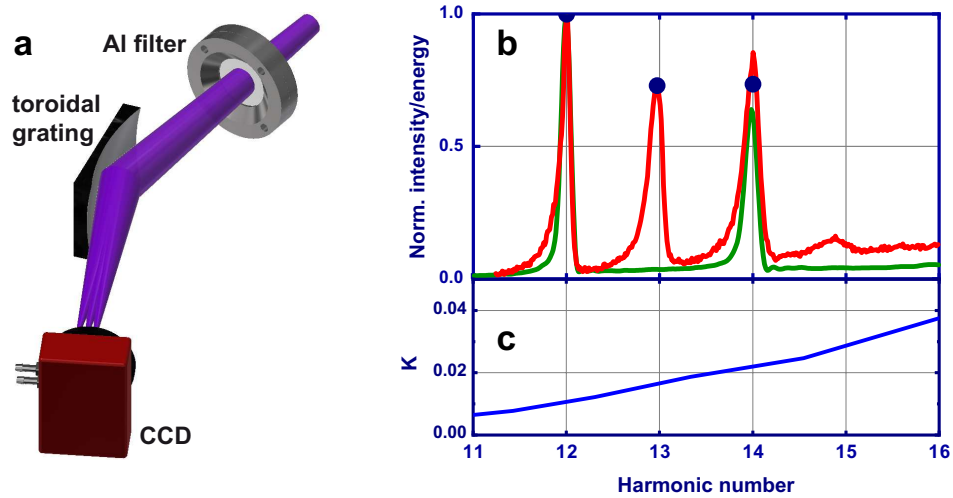 a
Al filter
toroidal
grating
CCD
b
Norm. intensity/energy
1.0
0.5
0.0
c
K
0.04
0.02
0.00
11 12 13 14 15 16
Harmonic number